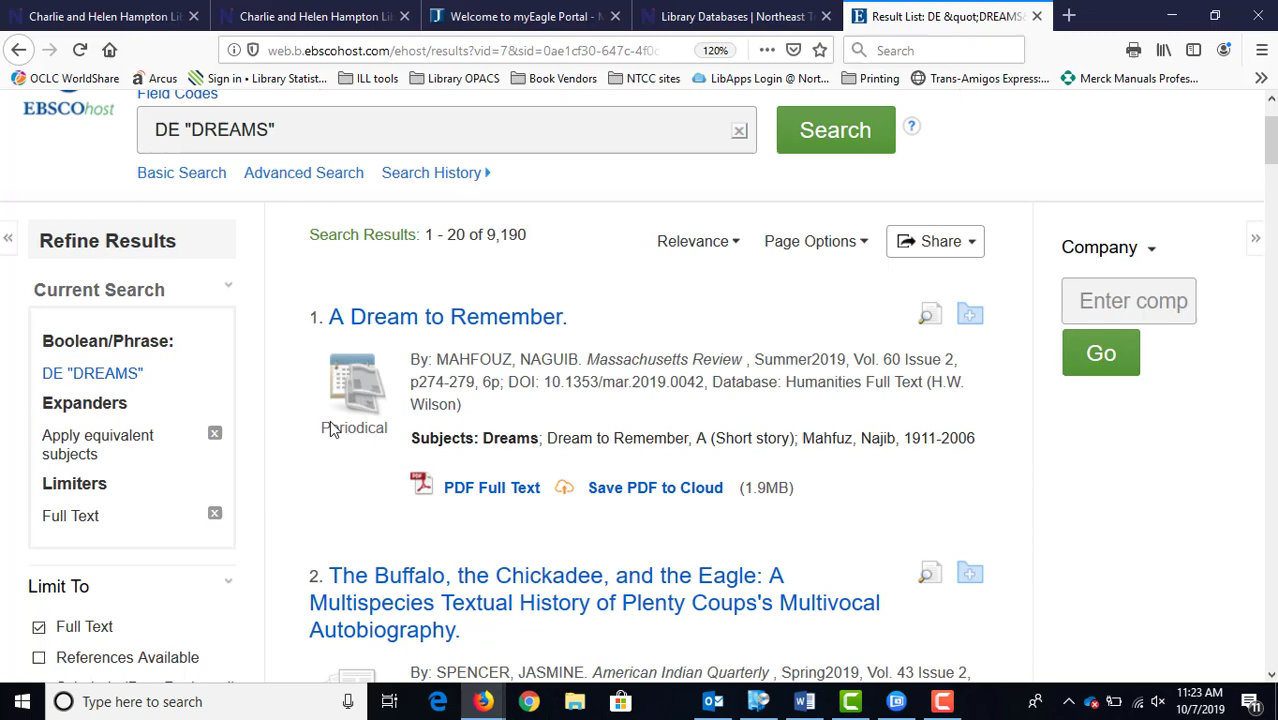 Charlie and Helen Hampton Li
Charlie and Helen Hampton Li
Welcome to myEagle Portal - M
Library Databases | Northeast T
Result List: DE &quot;DREAMS&
web.b.ebscohost.com/ehost/results?vid=7&sid=0ae1cf30-647c-4f0c
120%
Search
OCLC WorldShare
Arcus
Sign in • Library Statist...
ILL tools
Library OPACS
Book Vendors
NTCC sites
LibApps Login @ Nort...
Printing
Trans-Amigos Express:...
Merck Manuals Profes...
EBSCOhost
Field Codes
DE "DREAMS"
Search
?
Basic Search
Advanced Search
Search History
Refine Results
Current Search
Boolean/Phrase:
DE "DREAMS"
Expanders
Apply equivalent
subjects
Limiters
Full Text
Limit To
Full Text
References Available
Search Results: 1 - 20 of 9,190
Relevance
Page Options
Share
1. A Dream to Remember.
Periodical
By: MAHFOUZ, NAGUIB. Massachusetts Review , Summer2019, Vol. 60 Issue 2,
p274-279, 6p; DOI: 10.1353/mar.2019.0042, Database: Humanities Full Text (H.W.
Wilson)
Subjects: Dreams; Dream to Remember, A (Short story); Mahfuz, Najib, 1911-2006
PDF Full Text
Save PDF to Cloud
(1.9MB)
2. The Buffalo, the Chickadee, and the Eagle: A
Multispecies Textual History of Plenty Coups's Multivocal
Autobiography.
By: SPENCER, JASMINE. American Indian Quarterly , Spring2019, Vol. 43 Issue 2,
Company
Enter comp
Go
Type here to search
11:23 AM
10/7/2019